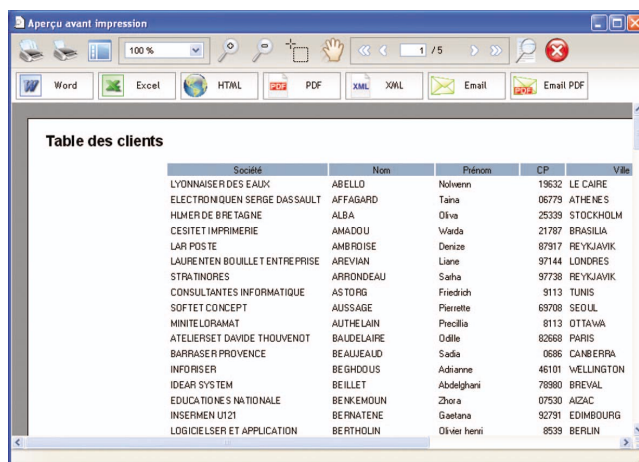 Aperçu avant impression
100 % 1 /5
Word Excel HTML PDF XML Email Email PDF
Table des clients
Société Nom Prénom CP Ville
LYONNAISER DES EAUX ABELLO Nolwenn 19632 LE CAIRE
ELECTRONIQUEN SERGE DASSAULT AFFAGARD Taina 06779 ATHENES
HLMER DE BRETAGNE ALBA Oliva 25339 STOCKHOLM
CESITET IMPRIMERIE AMADOU Warda 21787 BRASILIA
LAR POSTE AMBROISE Denize 87917 REYKJAVIK
LAURENTEN BOUILLET ENTREPRISE AREVIAN Liane 97144 LONDRES
STRATINORES ARRONDEAU Sarha 97738 REYKJAVIK
CONSULTANTES INFORMATIQUE ASTORG Friedrich 9113 TUNIS
SOFTET CONCEPT AUSSAGE Pierrette 69708 SEOUL
MINITELORAMAT AUTHELAIN Precillia 8113 OTTAWA
ATELIERSET DAVIDE THOUVENOT BAUDELAIRE Odille 82668 PARIS
BARRASER PROVENCE BEAUJEAUD Sadia 0686 CANBERRA
INFORISER BEGHDOUS Adrianne 46101 WELLINGTON
IDEAR SYSTEM BEILLET Abdelghani 78980 BREVAL
EDUCATIONES NATIONALE BENKEMOUN Zhora 07530 AIZAC
INSERMEN U121 BERNATENE Gaetana 92791 EDIMBOURG
LOGICIELSER ET APPLICATION BERTHOLIN Olivier henri 8539 BERLIN